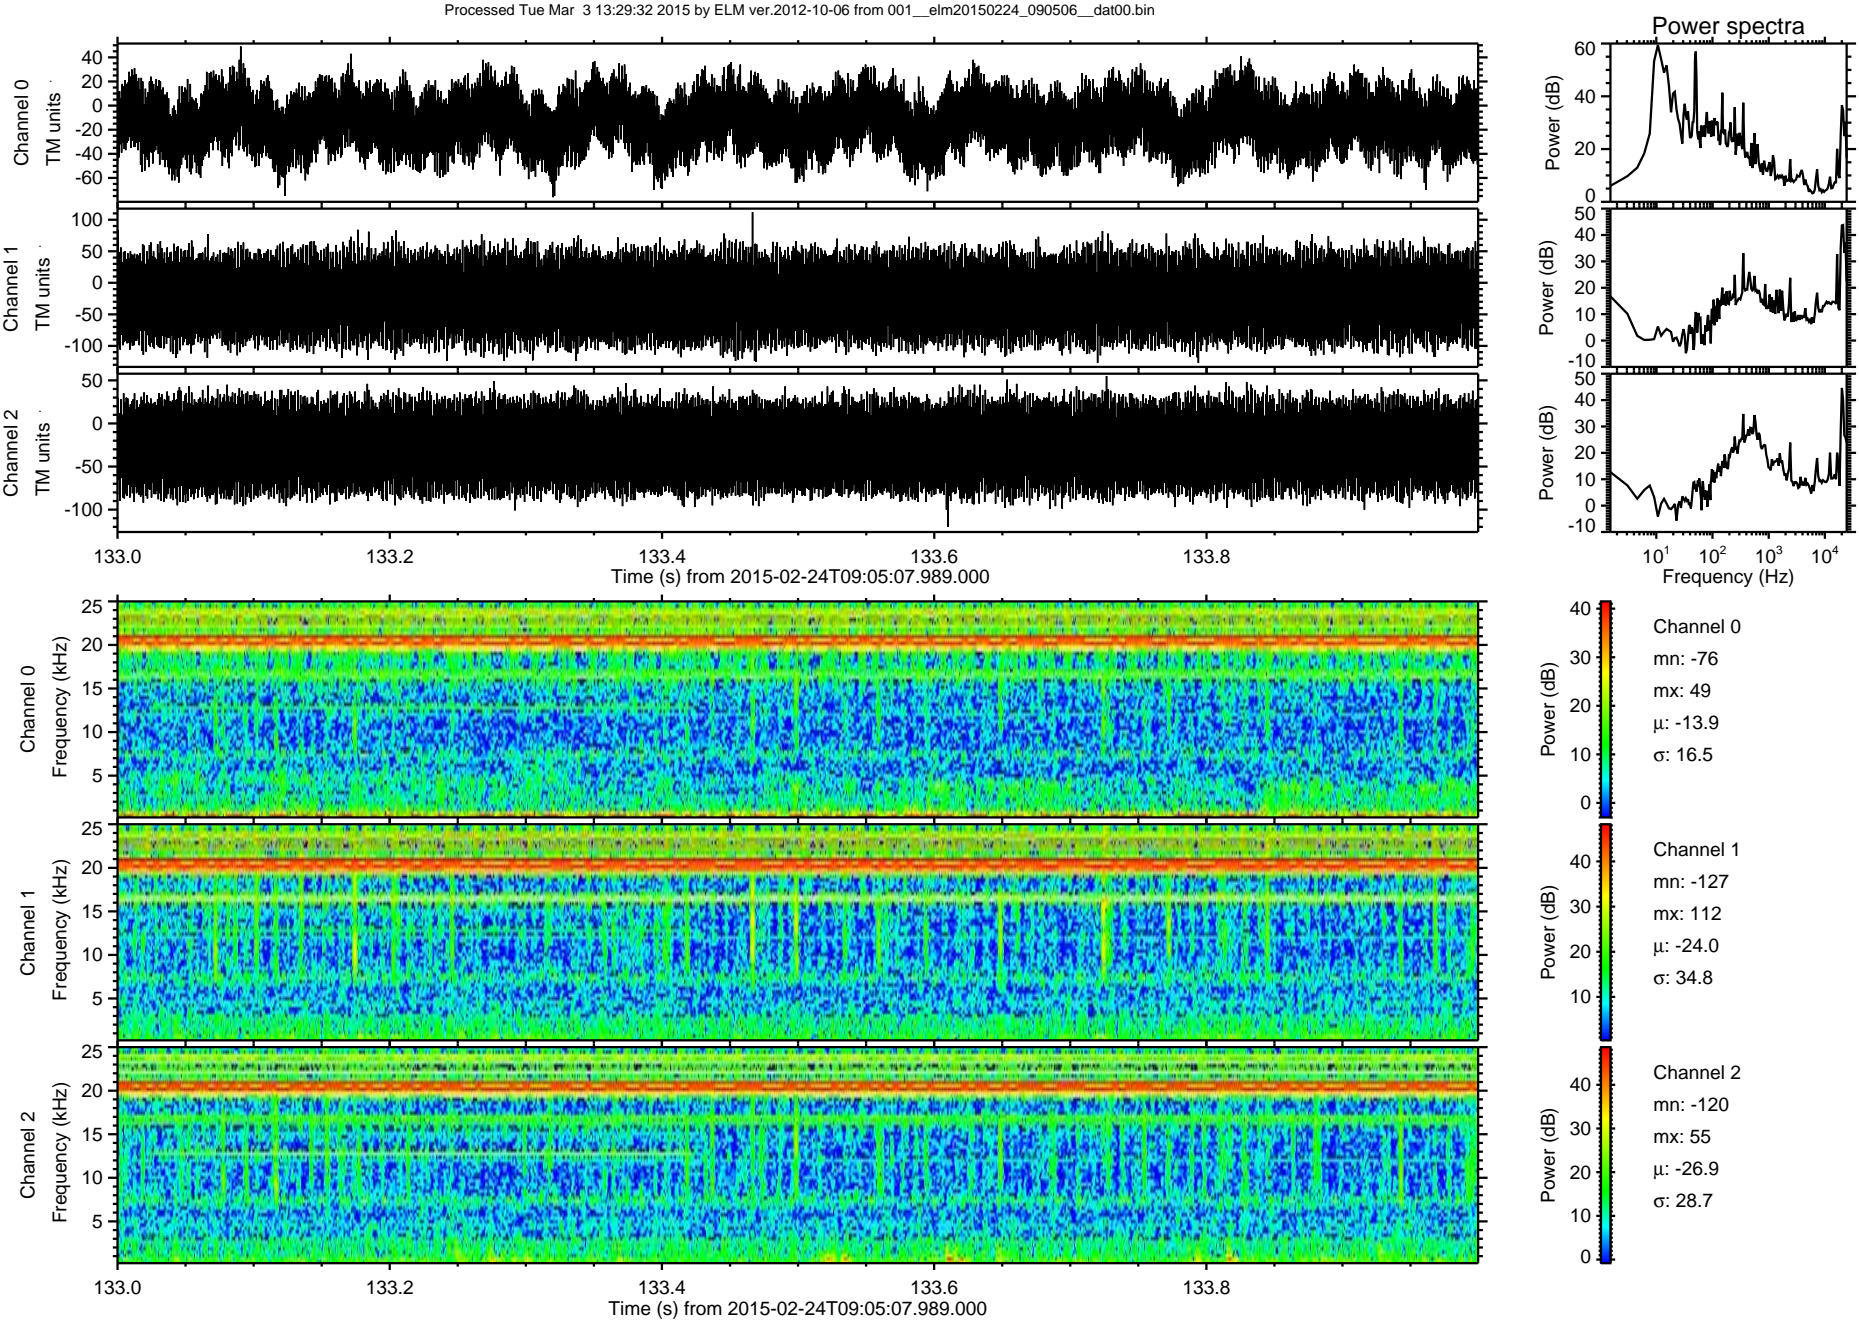 Processed Tue Mar  3 13:29:32 2015 by ELM ver.2012-10-06 from 001__elm20150224_090506__dat00.bin
Power spectra
Channel 0
TM units
40
20
0
-20
-40
-60
Power (dB)
60
40
20
0
Channel 1
TM units
100
50
0
-50
-100
Power (dB)
50
40
30
20
10
0
-10
Channel 2
TM units
50
0
-50
-100
Power (dB)
50
40
30
20
10
0
-10
133.0 133.2 133.4 133.6 133.8
Time (s) from 2015-02-24T09:05:07.989.000
10¹ 10² 10³ 10⁴
Frequency (Hz)
Channel 0
Frequency (kHz)
25
20
15
10
5
Power (dB)
40
30
20
10
0
Channel 0
mn: -76
mx: 49
μ: -13.9
σ: 16.5
Channel 1
Frequency (kHz)
25
20
15
10
5
Power (dB)
40
30
20
10
Channel 1
mn: -127
mx: 112
μ: -24.0
σ: 34.8
Channel 2
Frequency (kHz)
25
20
15
10
5
Power (dB)
40
30
20
10
0
Channel 2
mn: -120
mx: 55
μ: -26.9
σ: 28.7
133.0 133.2 133.4 133.6 133.8
Time (s) from 2015-02-24T09:05:07.989.000